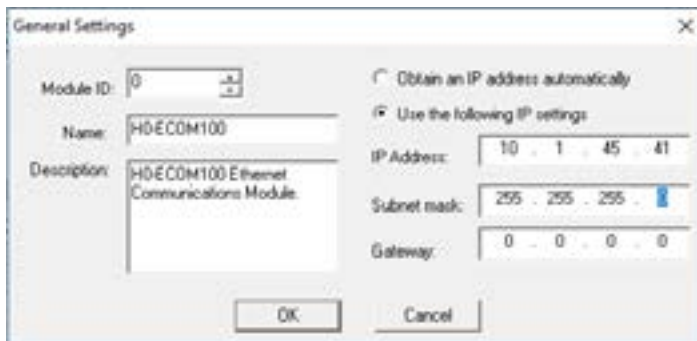 General Settings
Module ID: 0
Name: H0-ECOM100
Description: H0-ECOM100 Ethernet
Communications Module.
Obtain an IP address automatically
Use the following IP settings
IP Address: 10 . 1 . 45 . 41
Subnet mask: 255 . 255 . 255 . 0
Gateway: 0 . 0 . 0 . 0
OK
Cancel